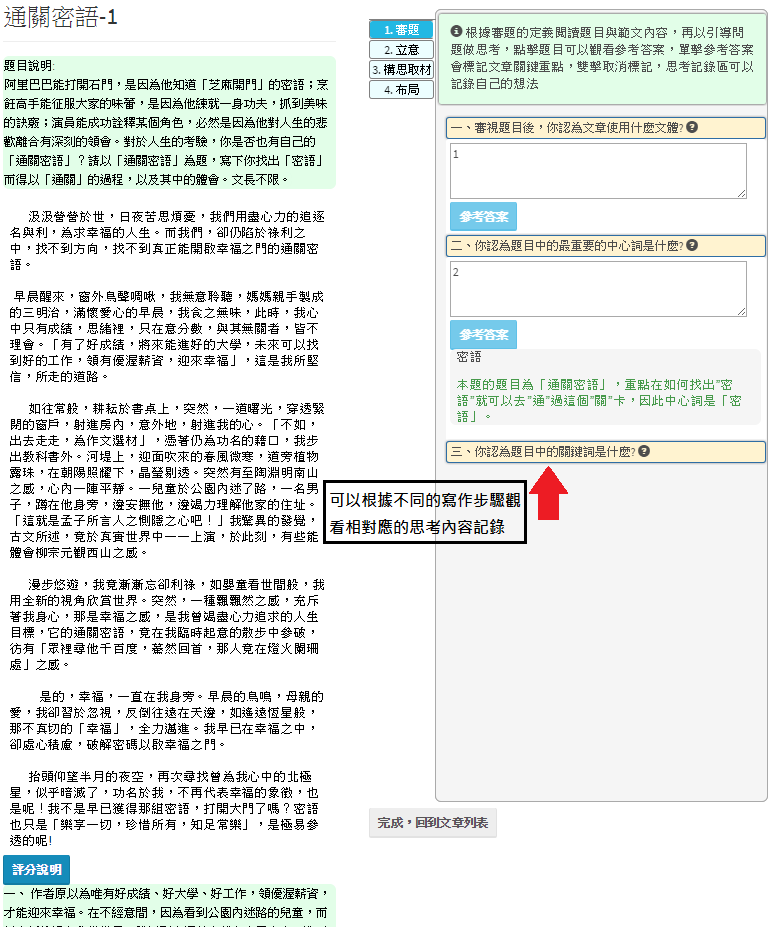 通關密語-1
題目說明:
阿里巴巴能打開石門，是因為他知道「芝麻開門」的密語；烹
飪高手能征服大家的味蕾，是因為他練就一身功夫，抓到美味
的訣竅；演員能成功詮釋某個角色，必然是因為他對人生的悲
歡離合有深刻的領會。對於人生的考驗，你是否也有自己的
「通關密語」？請以「通關密語」為題，寫下你找出「密語」
而得以「通關」的過程，以及其中的體會。文長不限。
汲汲營營於世，日夜苦思煩憂，我們用盡心力的追逐
名與利，為求幸福的人生。而我們，卻仍陷於祿利之
中，找不到方向，找不到真正能開啟幸福之門的通關密
語。
早晨醒來，窗外鳥聲啁啾，我無意聆聽，媽媽親手製成
的三明治，滿懷愛心的早晨，我食之無味，此時，我心
中只有成績，思緒裡，只在意分數，與其無關者，皆不
理會。「有了好成績，將來能進好的大學，未來可以找
到好的工作，領有優渥薪資，迎來幸福」，這是我所堅
信，所走的道路。
如往常般，耕耘於書桌上，突然，一道曙光，穿透緊
閉的窗戶，射進房內，意外地，射進我的心。「不如，
出去走走，為作文選材」，憑著仍為功名的藉口，我步
出教科書外。河堤上，迎面吹來的春風微寒，道旁植物
露珠，在朝陽照耀下，晶瑩剔透。突然有至陶淵明南山
之感，心內一陣平靜。一兒童於公園內迷了路，一名男
子，蹲在他身旁，邊安撫他，邊竭力理解他家的住址。
「這就是孟子所言人之惻隱之心吧！」我驚異的發覺，
古文所述，竟於真實世界中一一上演，於此刻，有些能
體會柳宗元觀西山之感。
漫步悠遊，我竟漸漸忘卻利祿，如嬰童看世間般，我
用全新的視角欣賞世界。突然，一種飄飄然之感，充斥
著我身心，那是幸福之感，是我曾竭盡心力追求的人生
目標，它的通關密語，竟在我臨時起意的散步中參破，
彷有「眾裡尋他千百度，驀然回首，那人竟在燈火闌珊
處」之感。
是的，幸福，一直在我身旁。早晨的鳥鳴，母親的
愛，我卻習於忽視，反倒往遠在天邊，如遙遠恆星般，
那不真切的「幸福」，全力邁進。我早已在幸福之中，
卻處心積慮，破解密碼以啟幸福之門。
抬頭仰望半月的夜空，再次尋找曾為我心中的北極
星，似乎暗滅了，功名於我，不再代表幸福的象徵，也
是呢！我不是早已獲得那組密語，打開大門了嗎？密語
也只是「樂享一切，珍惜所有，知足常樂」，是極易參
透的呢!
評分說明
一、 作者原以為唯有好成績、好大學、好工作，領優渥薪資，
才能迎來幸福。在不經意間，因為看到公園內迷路的兒童，而
1. 審題
2. 立意
3. 構思取材
4. 布局
根據審題的定義閱讀題目與範文內容，再以引導問
題做思考，點擊題目可以觀看參考答案，單擊參考答案
會標記文章關鍵重點，雙擊取消標記，思考記錄區可以
記錄自己的想法
一、審視題目後，你認為文章使用什麼文體?
1
參考答案
二、你認為題目中的最重要的中心詞是什麼?
2
參考答案
密語
本題的題目為「通關密語」，重點在如何找出"密
語"就可以去"通"過這個"關"卡，因此中心詞是「密
語」。
三、你認為題目中的關鍵詞是什麼?
可以根據不同的寫作步驟觀
看相對應的思考內容記錄
完成，回到文章列表